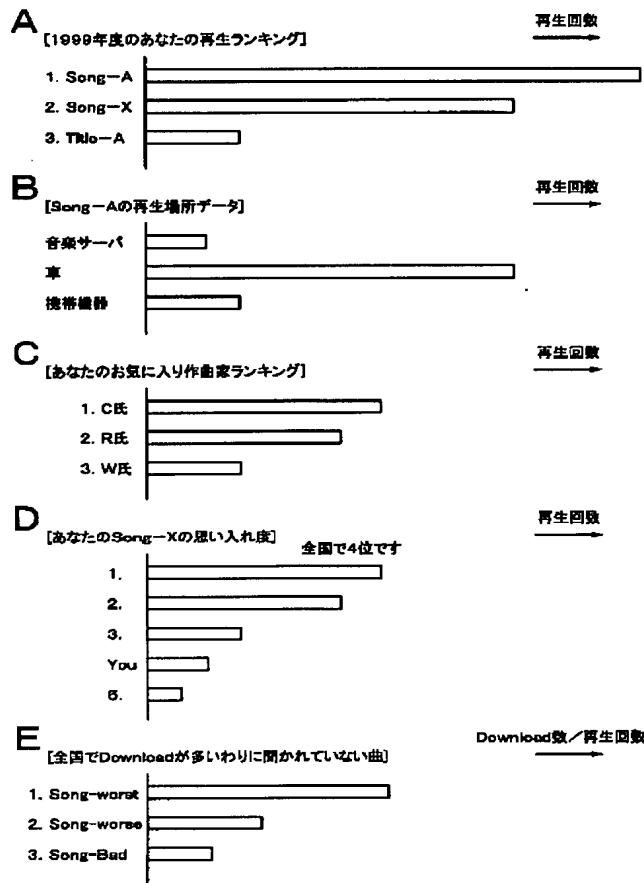 A
[1999年度のあなたの再生ランキング]
再生回数
1. Song-A
2. Song-X
3. Title-A
B
[Song-Aの再生場所データ]
再生回数
音楽サーバ
車
携帯機器
C
[あなたのお気に入り作曲家ランキング]
再生回数
1. C氏
2. R氏
3. W氏
D
[あなたのSong-Xの思い入れ度]
再生回数
全国で4位です
1.
2.
3.
You
5.
E
[全国でDownloadが多いわりに聞かれていない曲]
Download数/再生回数
1. Song-worst
2. Song-worse
3. Song-Bad